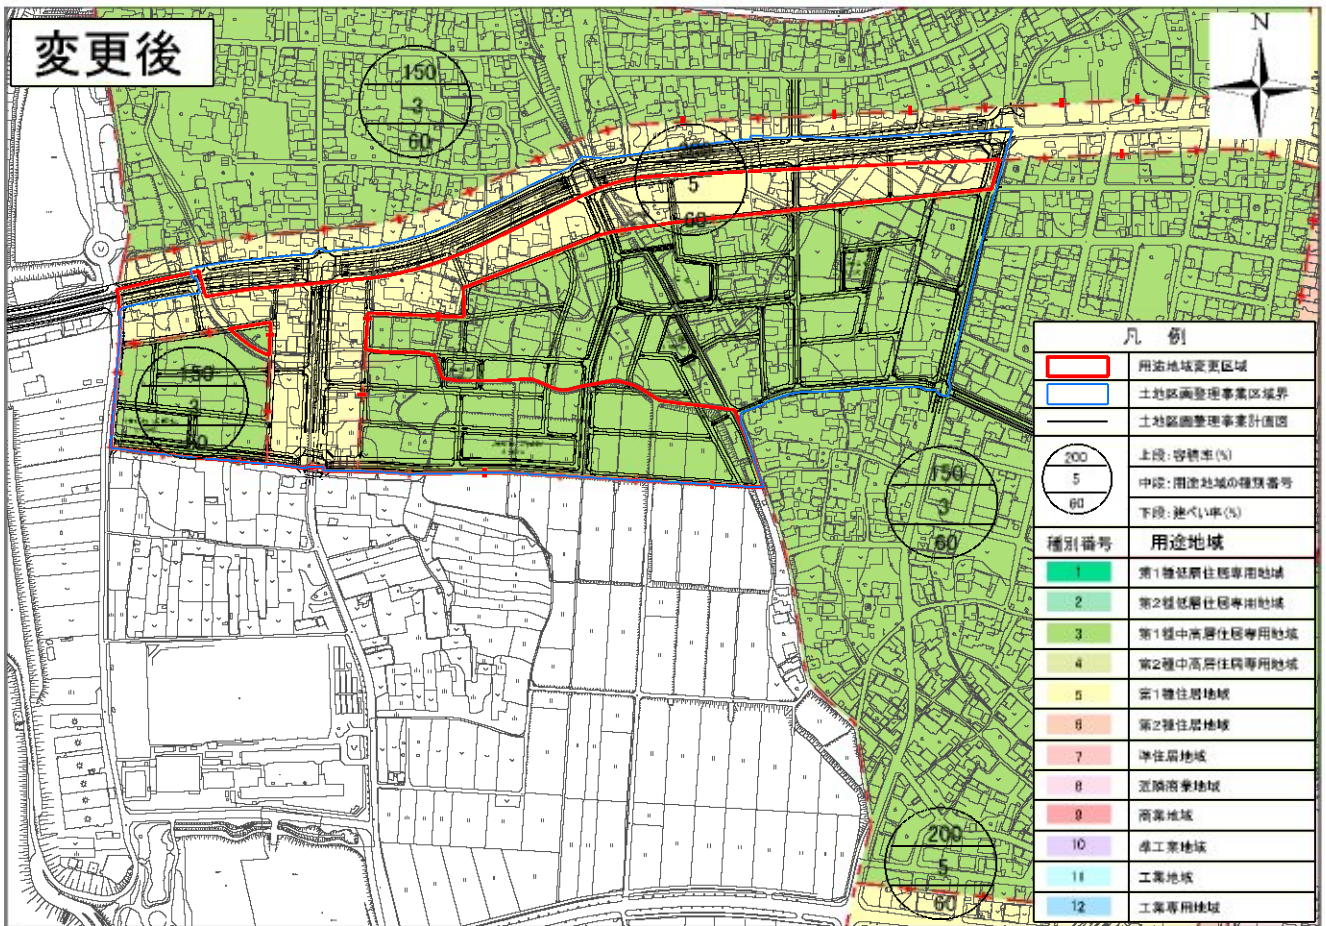 変更後
N
150
3
60
5
60
150
60
150
3
60
200
5
60
凡 例
用途地域変更区域
土地区画整理事業区域界
土地区画整理事業計画図
200
5
60
上段:容積率(%)
中段:用途地域の種別番号
下段:建ぺい率(%)
種別番号 用途地域
1 第1種低層住居専用地域
2 第2種低層住居専用地域
3 第1種中高層住居専用地域
4 第2種中高層住居専用地域
5 第1種住居地域
6 第2種住居地域
7 準住居地域
8 近隣商業地域
9 商業地域
10 準工業地域
11 工業地域
12 工業専用地域